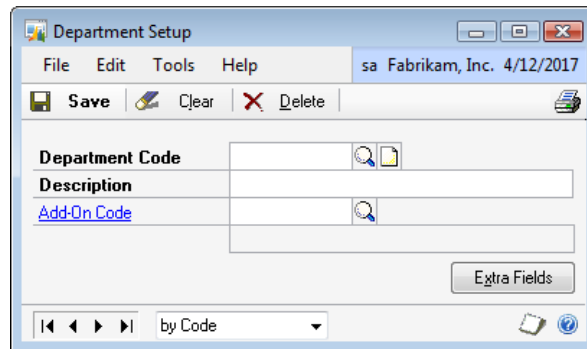 Department Setup
File Edit Tools Help sa Fabrikam, Inc. 4/12/2017
Save Clear Delete
Department Code
Description
Add-On Code
Extra Fields
by Code